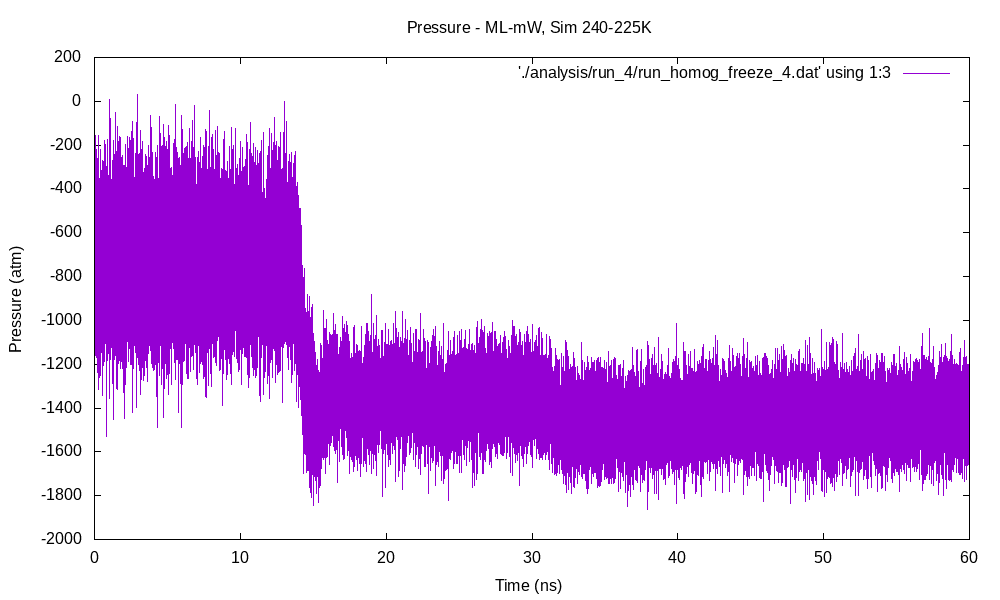 Pressure - ML-mW, Sim 240-225K
'./analysis/run_4/run_homog_freeze_4.dat' using 1:3
200
0
-200
-400
-600
-800
-1000
-1200
-1400
-1600
-1800
-2000
Pressure (atm)
0 10 20 30 40 50 60
Time (ns)